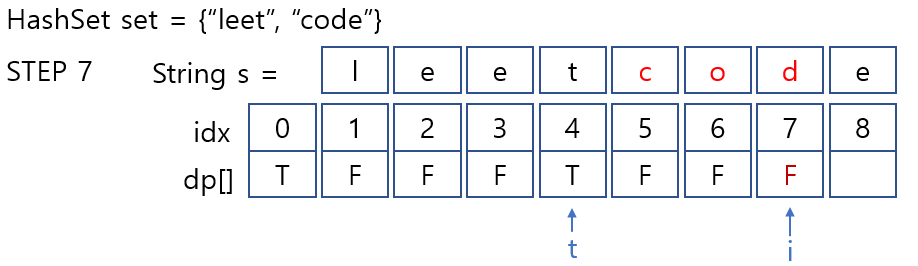 HashSet set = {“leet”, “code”}
STEP 7 String s = l e e t c o d e
idx 0 1 2 3 4 5 6 7 8
dp[] T F F F T F F F
t i